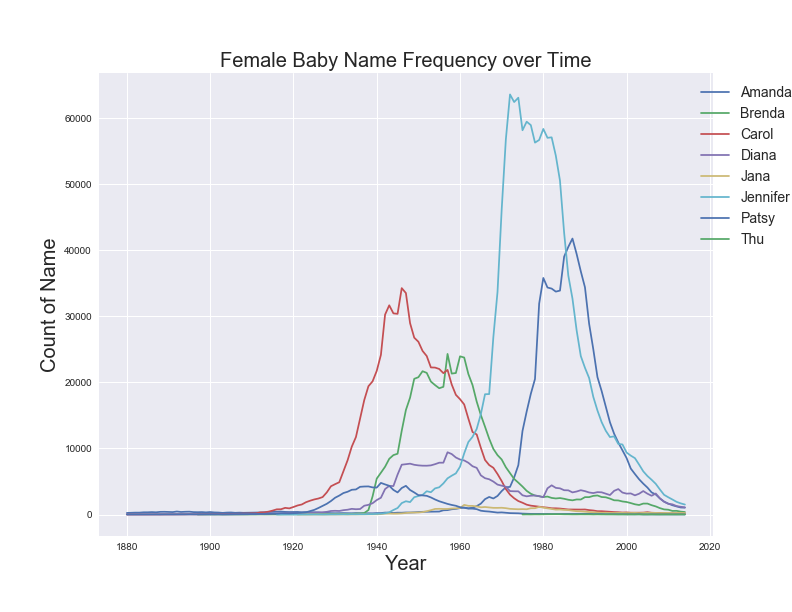 Female Baby Name Frequency over Time
Count of Name
60000
50000
40000
30000
20000
10000
0
1880 1900 1920 1940 1960 1980 2000 2020
Year
Amanda
Brenda
Carol
Diana
Jana
Jennifer
Patsy
Thu